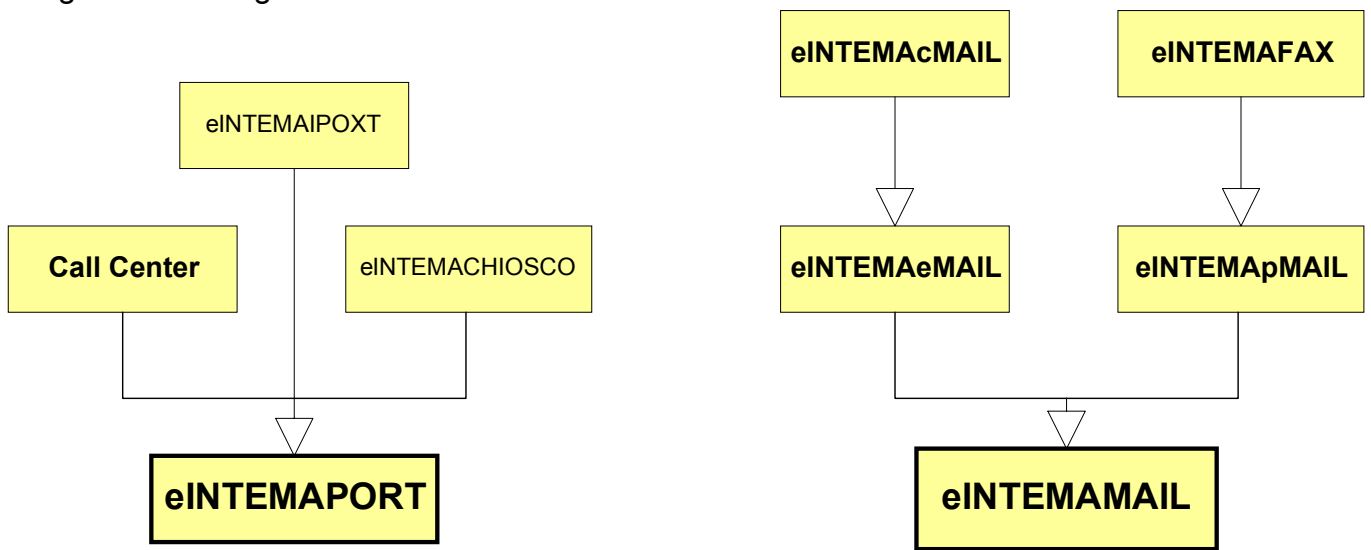 eINTEMAcMAIL
eINTEMAFAX
eINTEMAIPOXT
Call Center
eINTEMACHIOSCO
eINTEMAeMAIL
eINTEMApMAIL
eINTEMAPORT
eINTEMAMAIL